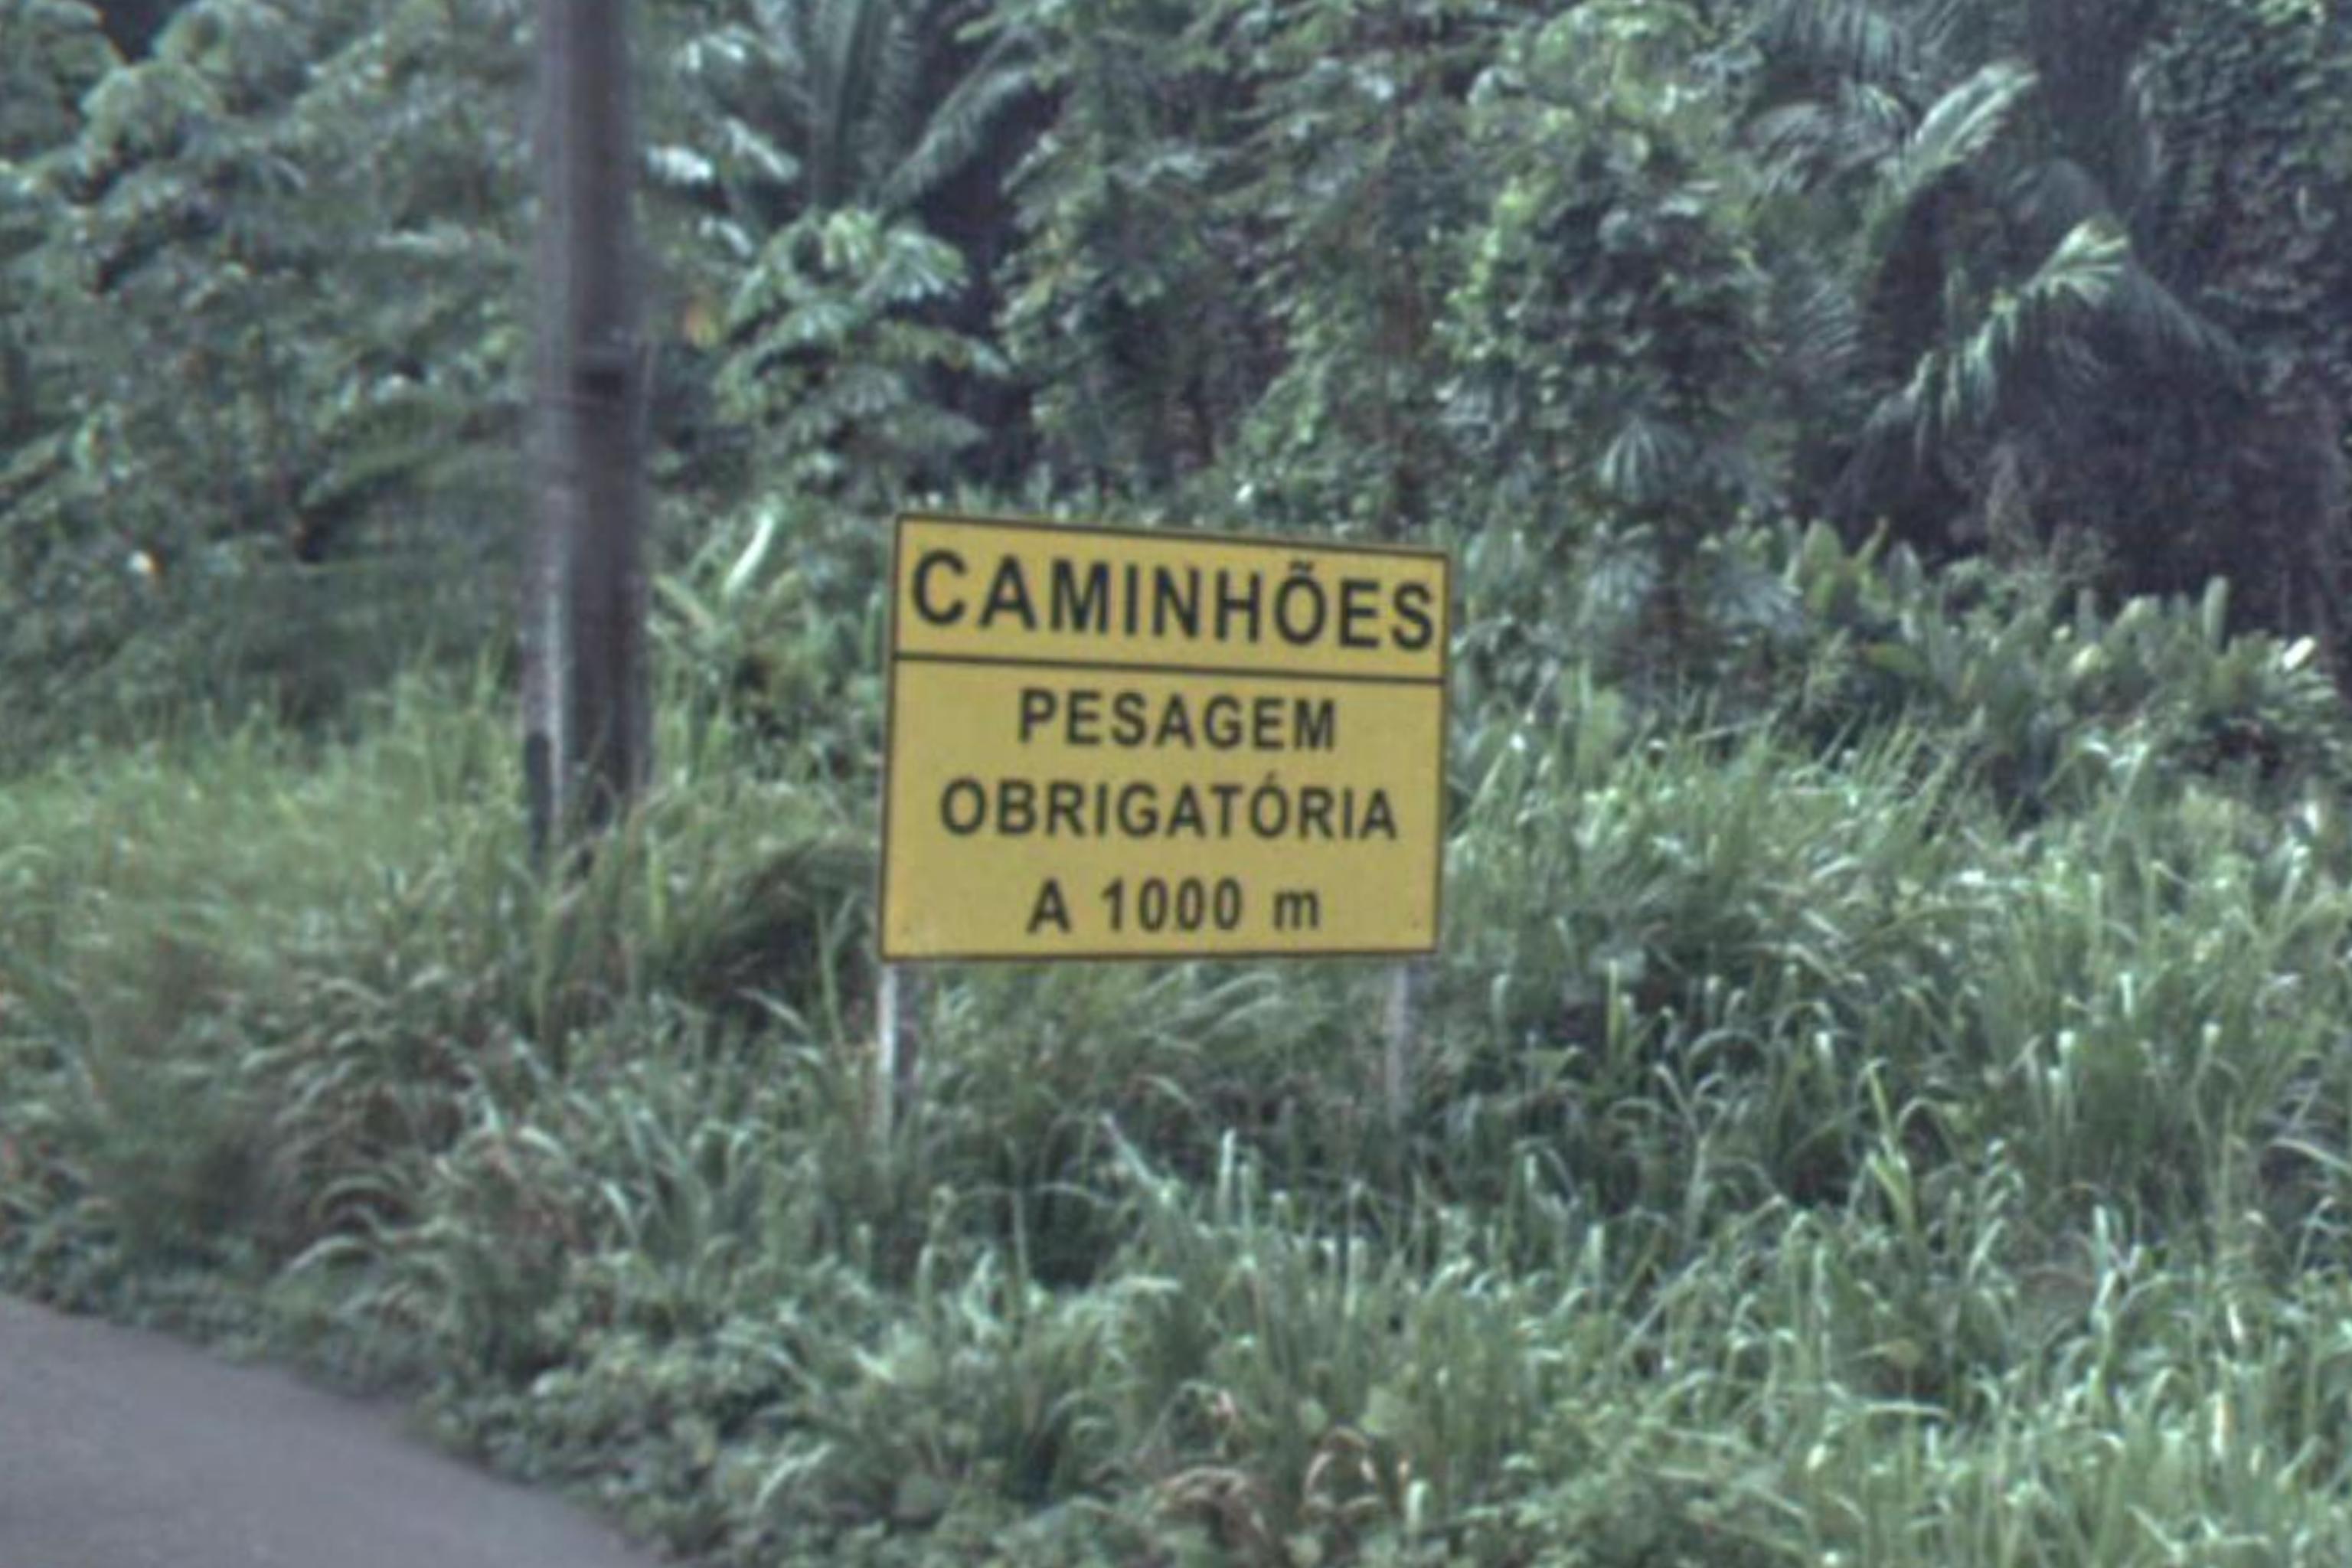 CAMINHÕES
PESAGEM
OBRIGATÓRIA
A 1000 m